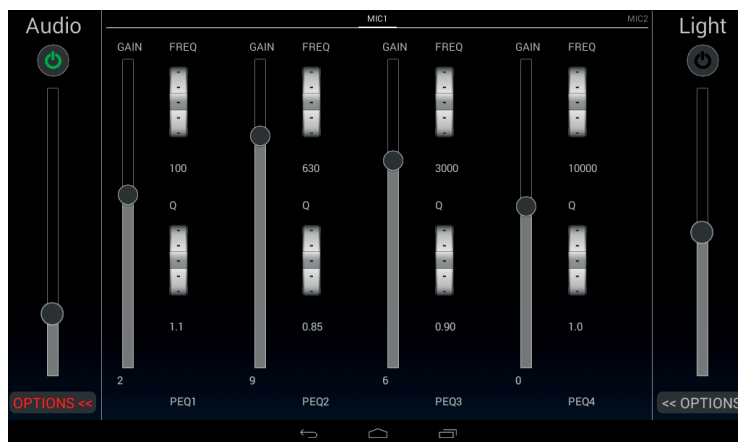 Audio
MIC1
MIC2
Light
GAIN FREQ GAIN FREQ GAIN FREQ GAIN FREQ
100 630 3000 10000
Q Q Q Q
1.1 0.85 0.90 1.0
2 9 6 0
OPTIONS << PEQ1 PEQ2 PEQ3 PEQ4 << OPTIONS